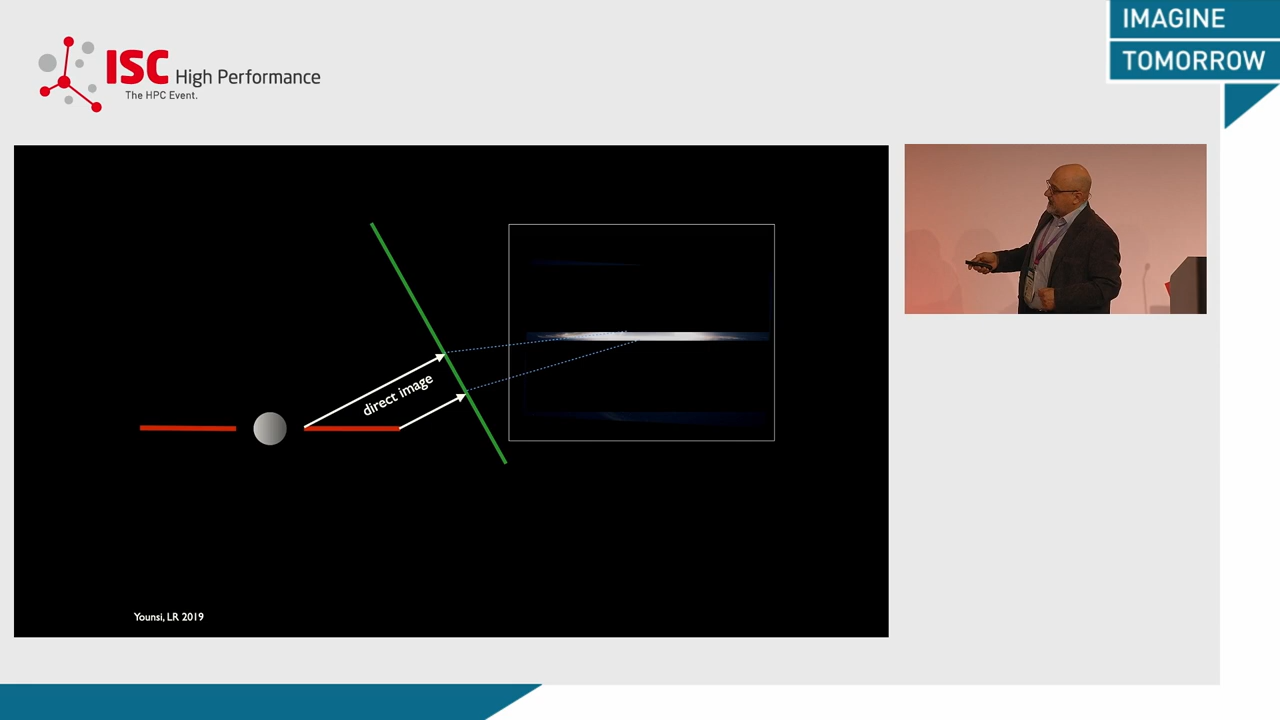 IMAGINE
TOMORROW
ISC High Performance
The HPC Event.
direct image
Younsi, LR 2019